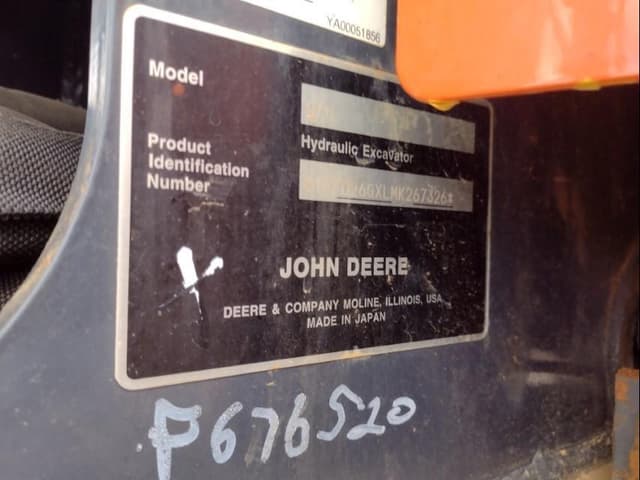 YA00051856
Model
Hydraulic Excavator
Product
Identification
Number
JOHN DEERE
DEERE & COMPANY MOLINE, ILLINOIS, USA
MADE IN JAPAN
P676520